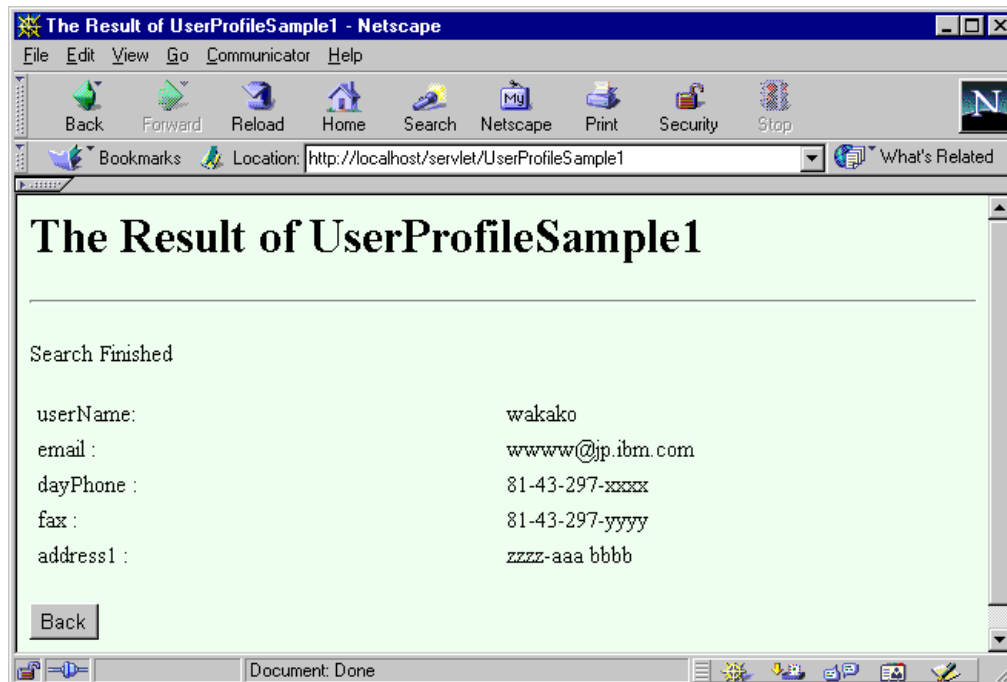 The Result of UserProfileSample1 - Netscape
File Edit View Go Communicator Help
Back Forward Reload Home Search Netscape Print Security Stop
My
N
Bookmarks Location: http://localhost/servlet/UserProfileSample1 What's Related
The Result of UserProfileSample1
Search Finished
userName: wakako
email : wwww@jp.ibm.com
dayPhone : 81-43-297-xxxx
fax : 81-43-297-yyyy
address1 : zzzz-aaa bbbb
Back
Document: Done